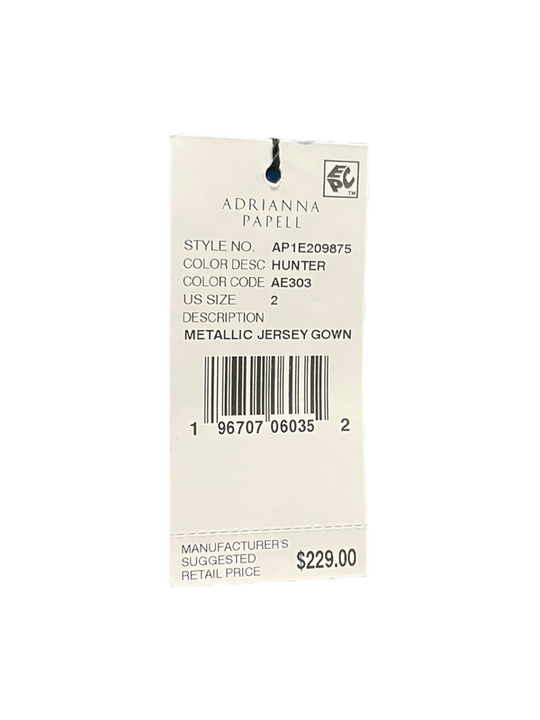 EPC™
ADRIANNA
PAPELL
STYLE NO. AP1E209875
COLOR DESC HUNTER
COLOR CODE AE303
US SIZE 2
DESCRIPTION
METALLIC JERSEY GOWN
1 96707 06035 2
MANUFACTURER'S
SUGGESTED
RETAIL PRICE $229.00